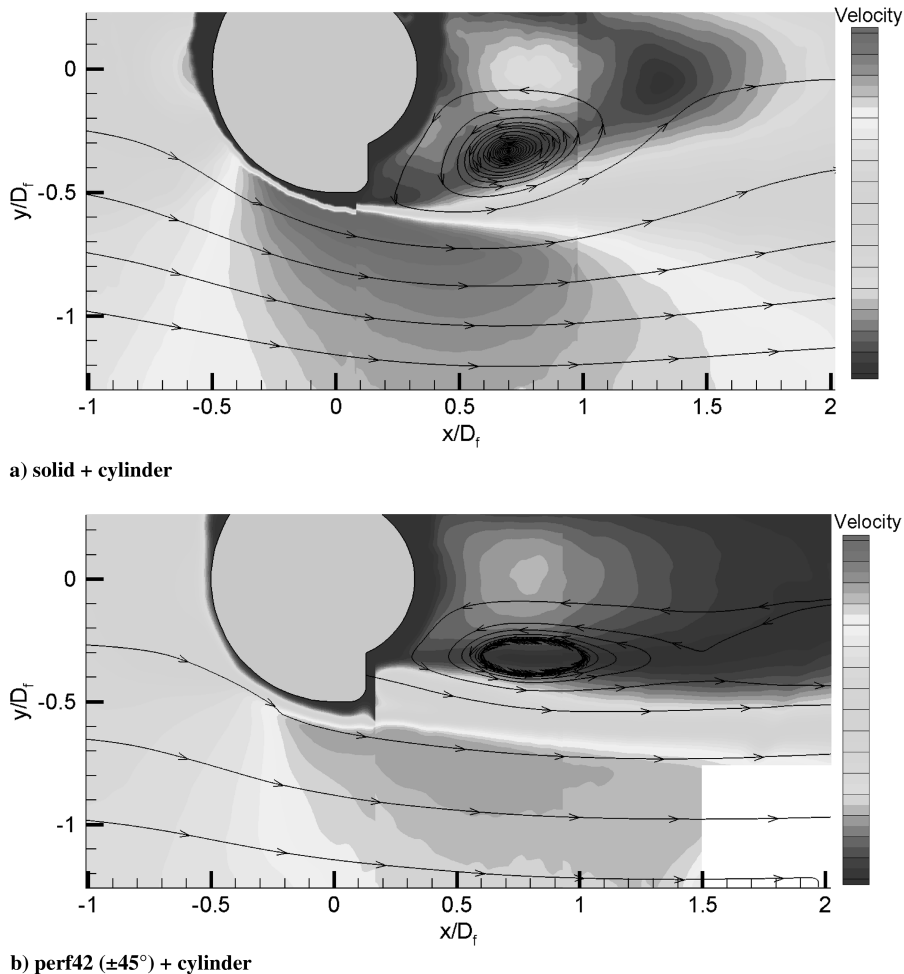 Velocity
0
-0.5
-1
y/D_f
-1 -0.5 0 0.5 1 1.5 2
x/D_f
a) solid + cylinder
Velocity
0
-0.5
-1
y/D_f
-1 -0.5 0 0.5 1 1.5 2
x/D_f
b) perf42 (±45°) + cylinder